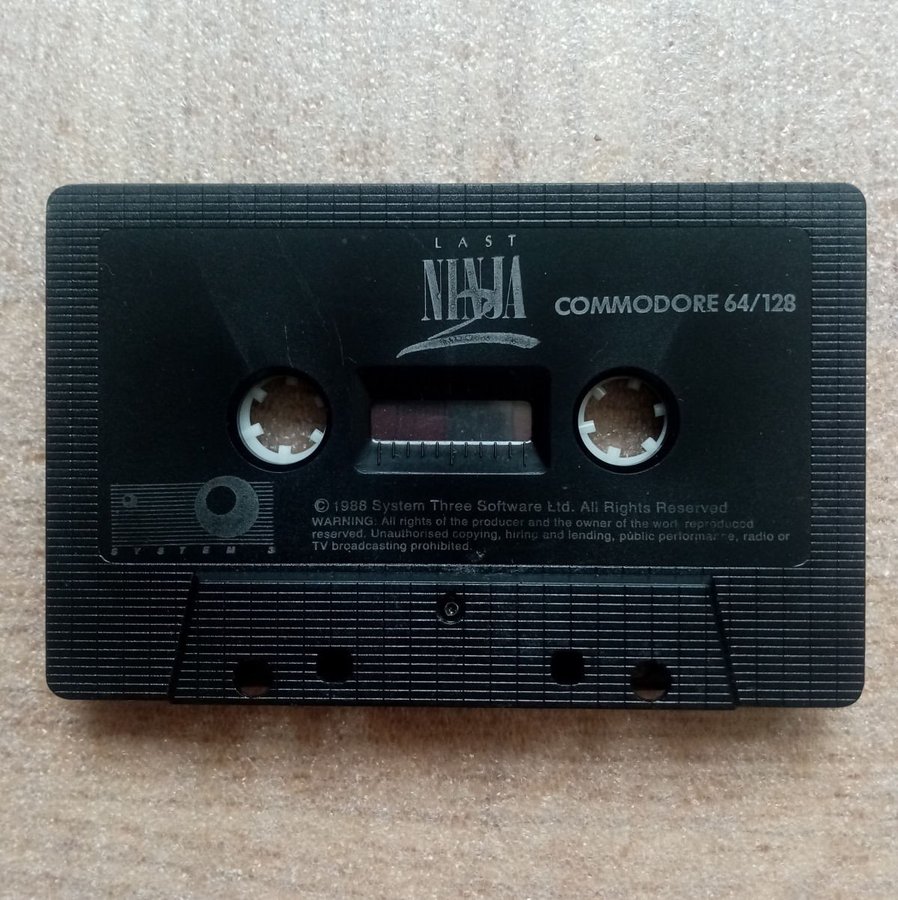 LAST
NINJA
2
COMMODORE 64/128
© 1988 System Three Software Ltd. All Rights Reserved
WARNING: All rights of the producer and the owner of the work reproduced
reserved. Unauthorised copying, hiring and lending, public performance, radio or
TV broadcasting prohibited.
SYSTEM 3